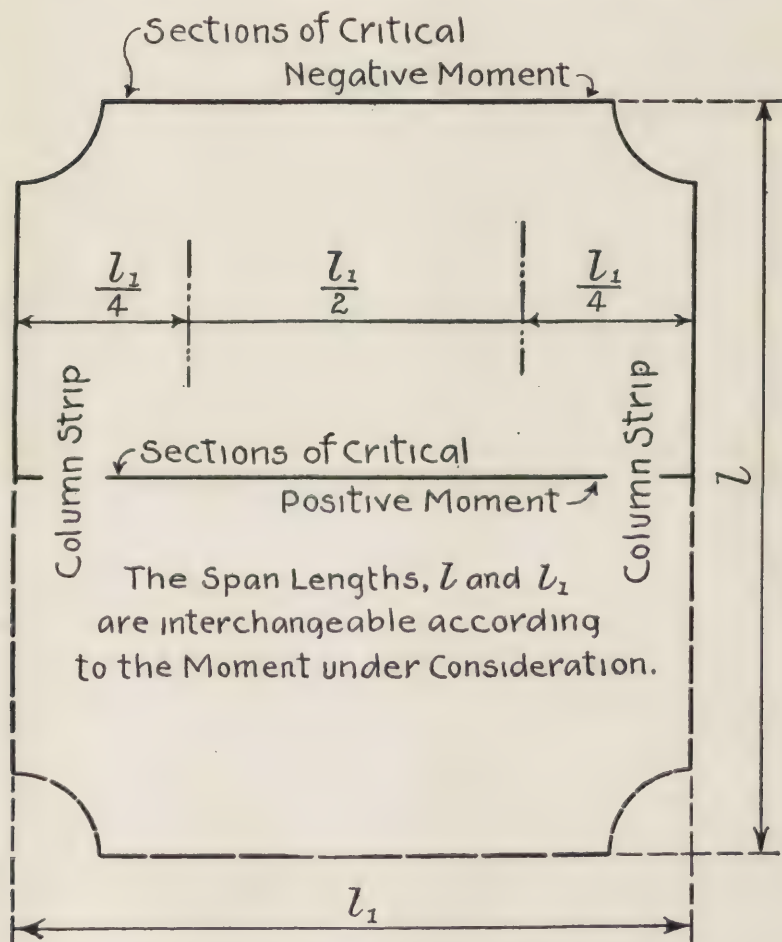 Sections of Critical
Negative Moment
l₁/4
l₁/2
l₁/4
Column Strip
Column Strip
Sections of Critical
Positive Moment
l
The Span Lengths, l and l₁
are interchangeable according
to the Moment under Consideration.
l₁